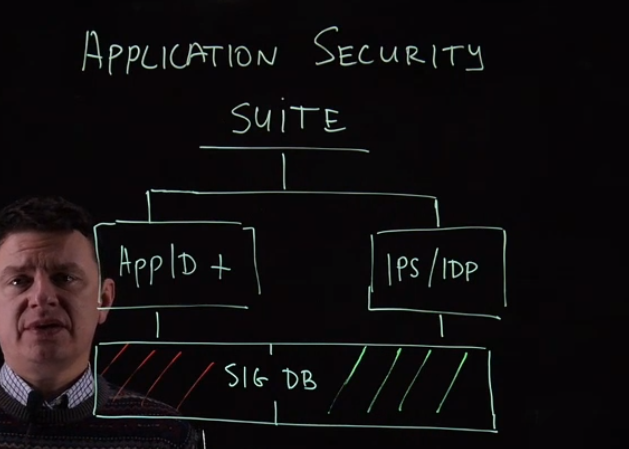 APPLICATION SECURITY
SUITE
APPID +
IPS/IDP
SIG DB